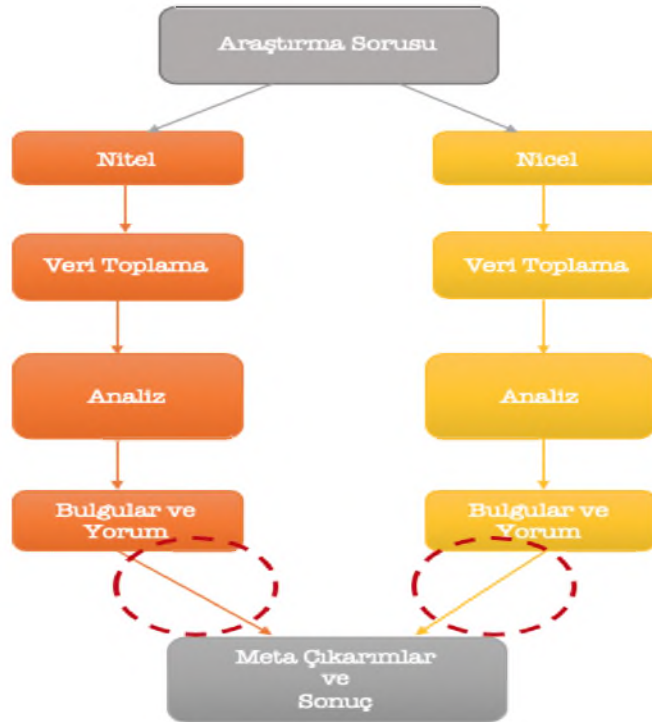 Araştırma Sorusu
Nitel
Nicel
Veri Toplama
Veri Toplama
Analiz
Analiz
Bulgular ve
Yorum
Bulgular ve
Yorum
Meta Çıkarımlar
ve
Sonuç